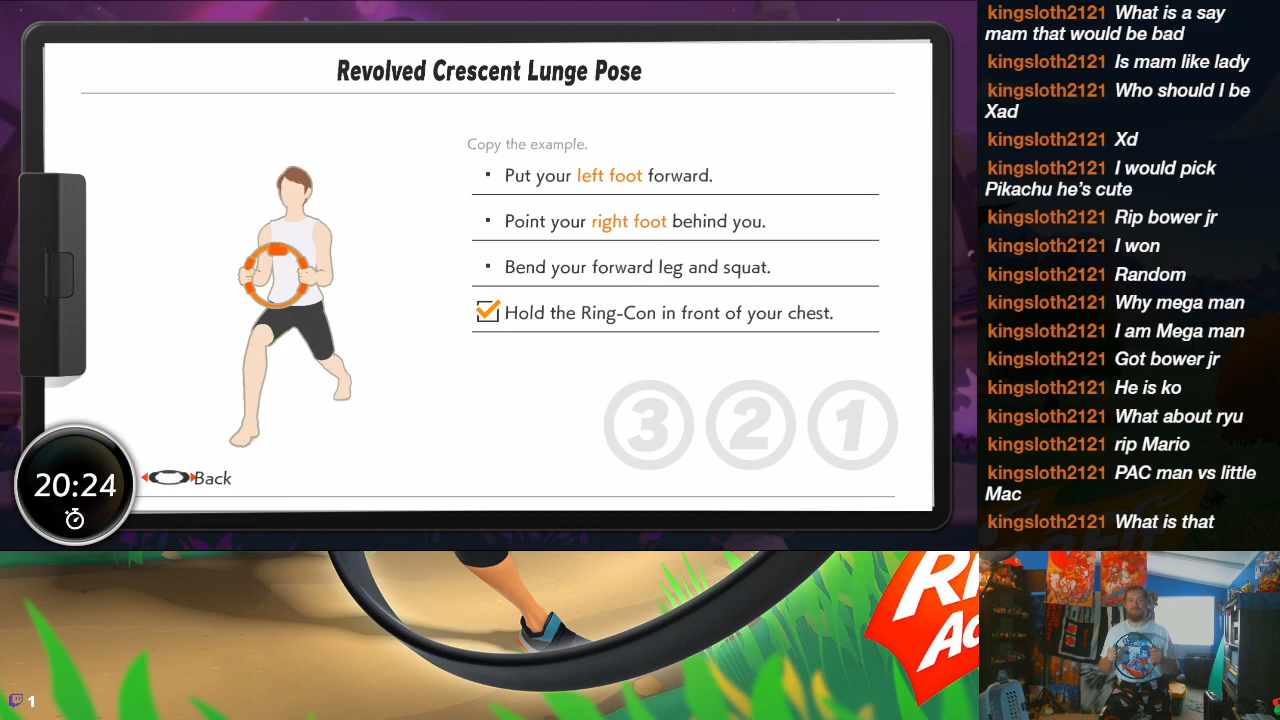 Revolved Crescent Lunge Pose
Copy the example.
• Put your left foot forward.
• Point your right foot behind you.
• Bend your forward leg and squat.
Hold the Ring-Con in front of your chest.
3 2 1
20:24
Back
1
kingsloth2121 What is a say
mam that would be bad
kingsloth2121 Is mam like lady
kingsloth2121 Who should I be
Xad
kingsloth2121 Xd
kingsloth2121 I would pick
Pikachu he's cute
kingsloth2121 Rip bower jr
kingsloth2121 I won
kingsloth2121 Random
kingsloth2121 Why mega man
kingsloth2121 I am Mega man
kingsloth2121 Got bower jr
kingsloth2121 He is ko
kingsloth2121 What about ryu
kingsloth2121 rip Mario
kingsloth2121 PAC man vs little
Mac
kingsloth2121 What is that